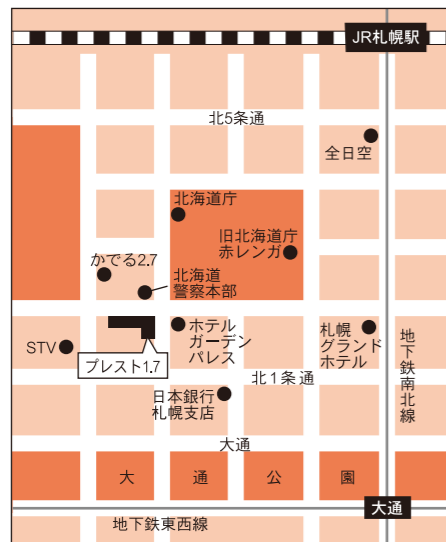 JR札幌駅
北5条通
全日空
北海道庁
旧北海道庁
赤レンガ
かでる2.7
北海道
警察本部
STV
プレスト1.7
ホテル
ガーデン
パレス
札幌
グランド
ホテル
地下鉄南北線
北1条通
日本銀行
札幌支店
大通
大通公園
大通
地下鉄東西線